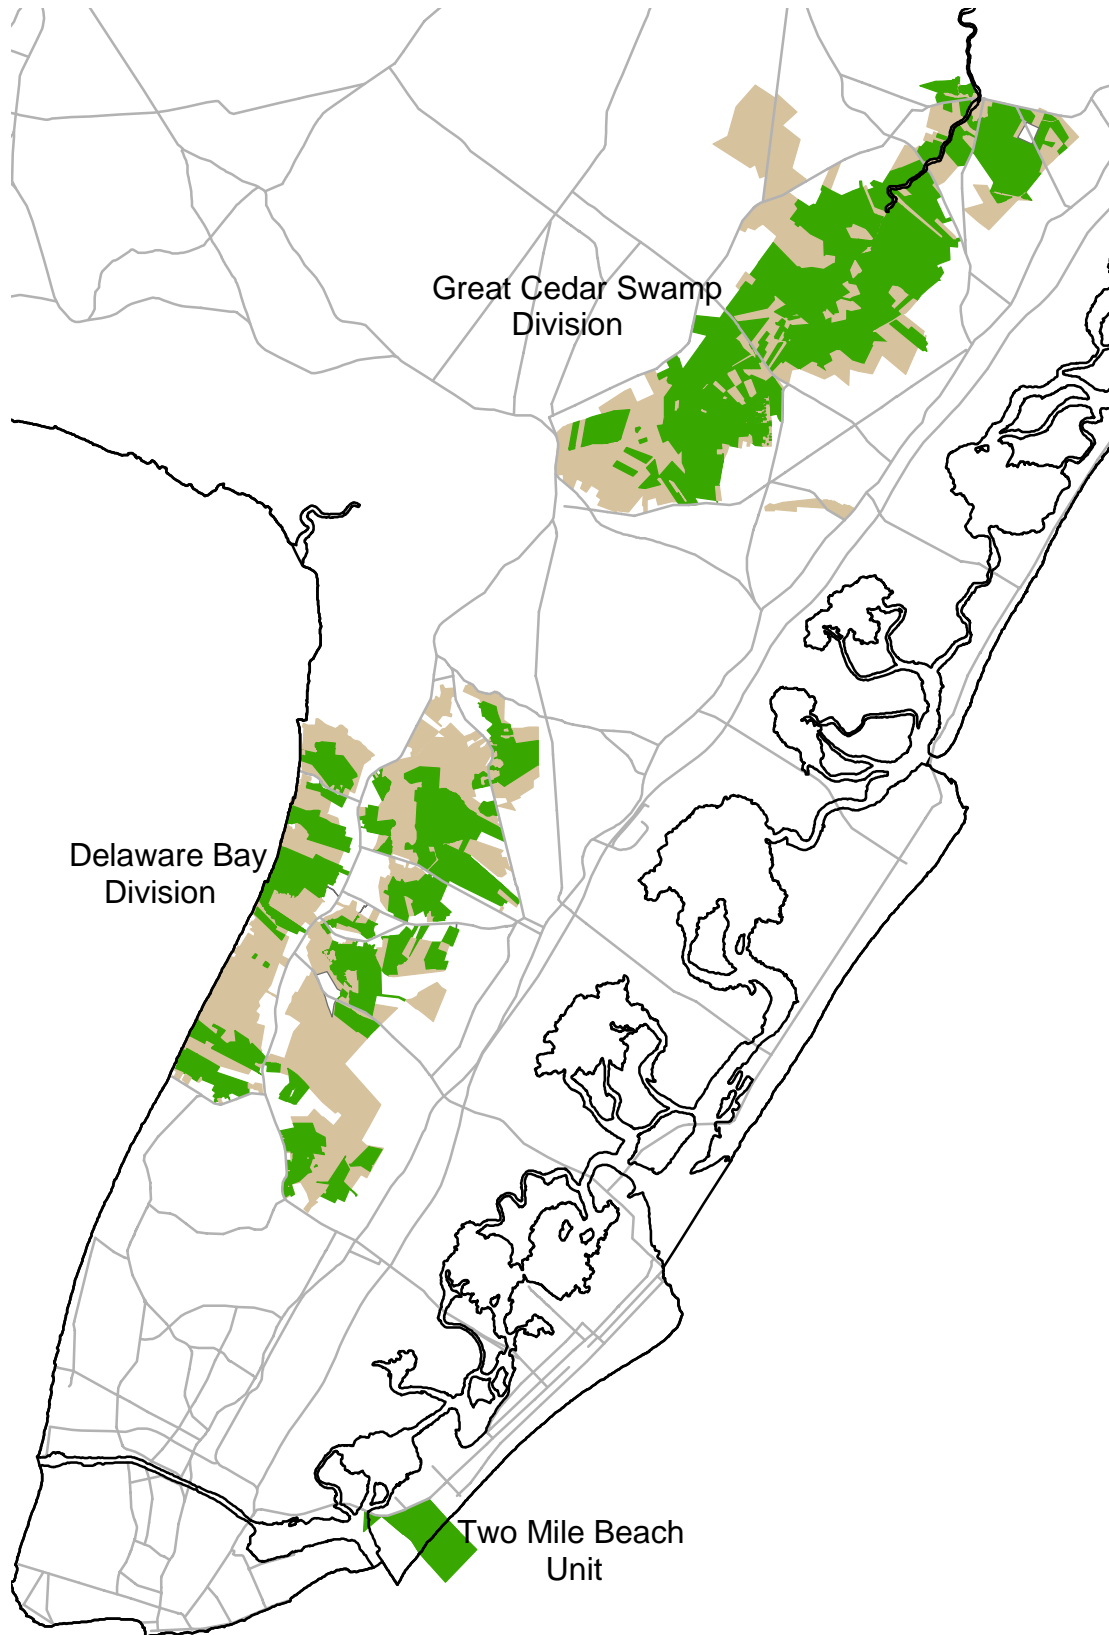 Great Cedar Swamp
Division
Delaware Bay
Division
Two Mile Beach
Unit